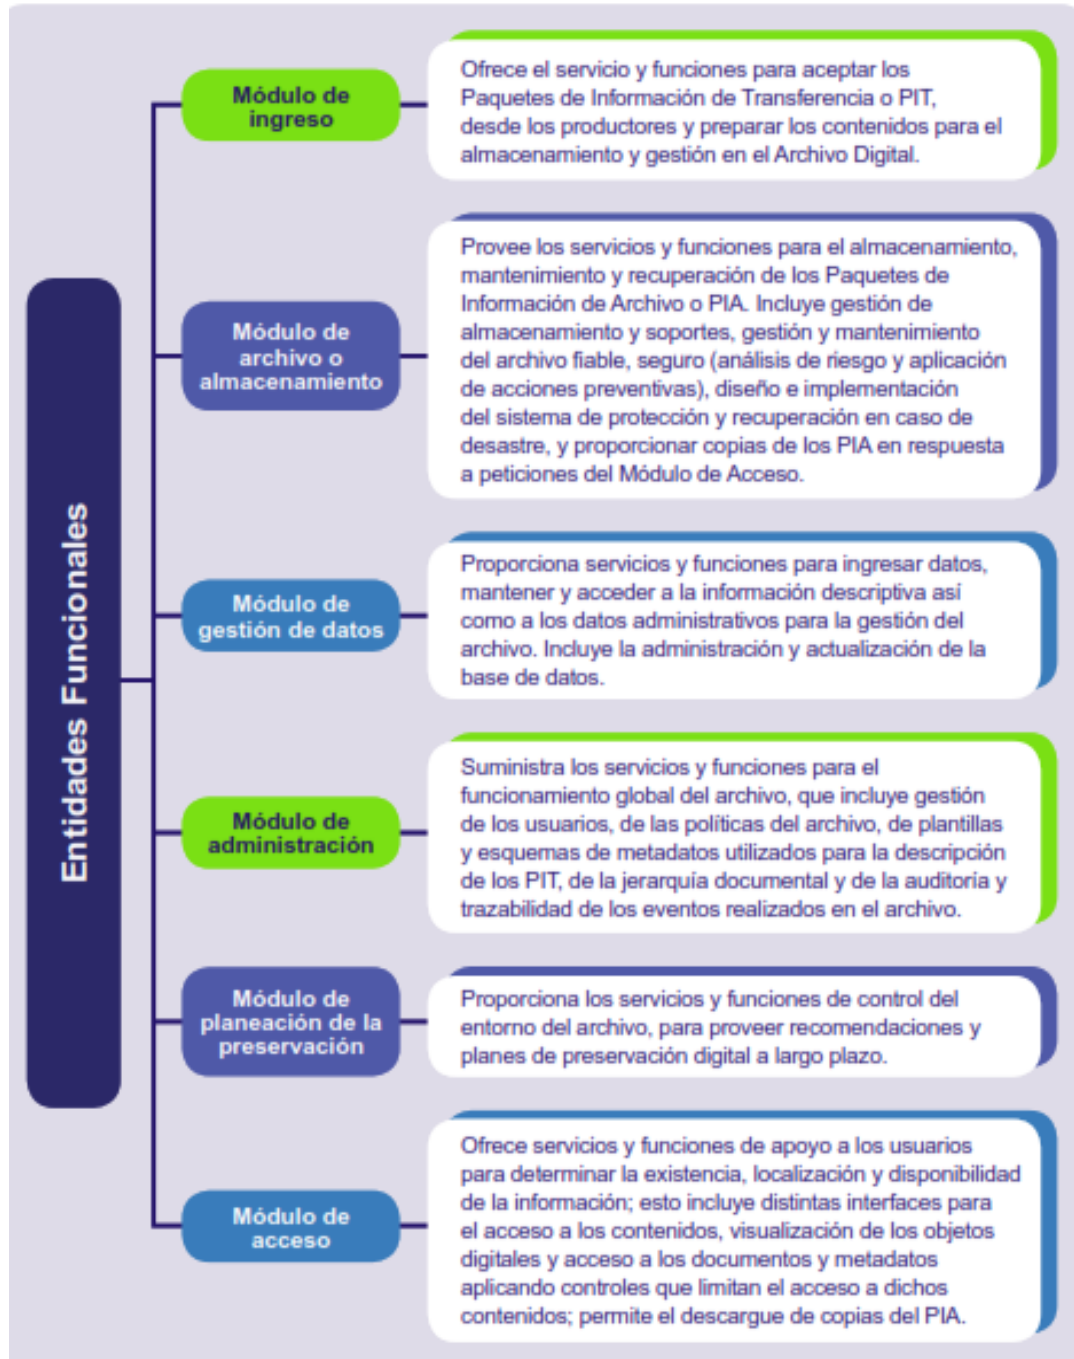 Entidades Funcionales
Módulo de
ingreso
Ofrece el servicio y funciones para aceptar los
Paquetes de Información de Transferencia o PIT,
desde los productores y preparar los contenidos para el
almacenamiento y gestión en el Archivo Digital.
Módulo de
archivo o
almacenamiento
Provee los servicios y funciones para el almacenamiento,
mantenimiento y recuperación de los Paquetes de
Información de Archivo o PIA. Incluye gestión de
almacenamiento y soportes, gestión y mantenimiento
del archivo fiable, seguro (análisis de riesgo y aplicación
de acciones preventivas), diseño e implementación
del sistema de protección y recuperación en caso de
desastre, y proporcionar copias de los PIA en respuesta
a peticiones del Módulo de Acceso.
Módulo de
gestión de datos
Proporciona servicios y funciones para ingresar datos,
mantener y acceder a la información descriptiva así
como a los datos administrativos para la gestión del
archivo. Incluye la administración y actualización de la
base de datos.
Módulo de
administración
Suministra los servicios y funciones para el
funcionamiento global del archivo, que incluye gestión
de los usuarios, de las políticas del archivo, de plantillas
y esquemas de metadatos utilizados para la descripción
de los PIT, de la jerarquía documental y de la auditoría y
trazabilidad de los eventos realizados en el archivo.
Módulo de
planeación de la
preservación
Proporciona los servicios y funciones de control del
entorno del archivo, para proveer recomendaciones y
planes de preservación digital a largo plazo.
Módulo de
acceso
Ofrece servicios y funciones de apoyo a los usuarios
para determinar la existencia, localización y disponibilidad
de la información; esto incluye distintas interfaces para
el acceso a los contenidos, visualización de los objetos
digitales y acceso a los documentos y metadatos
aplicando controles que limitan el acceso a dichos
contenidos; permite el descargue de copias del PIA.